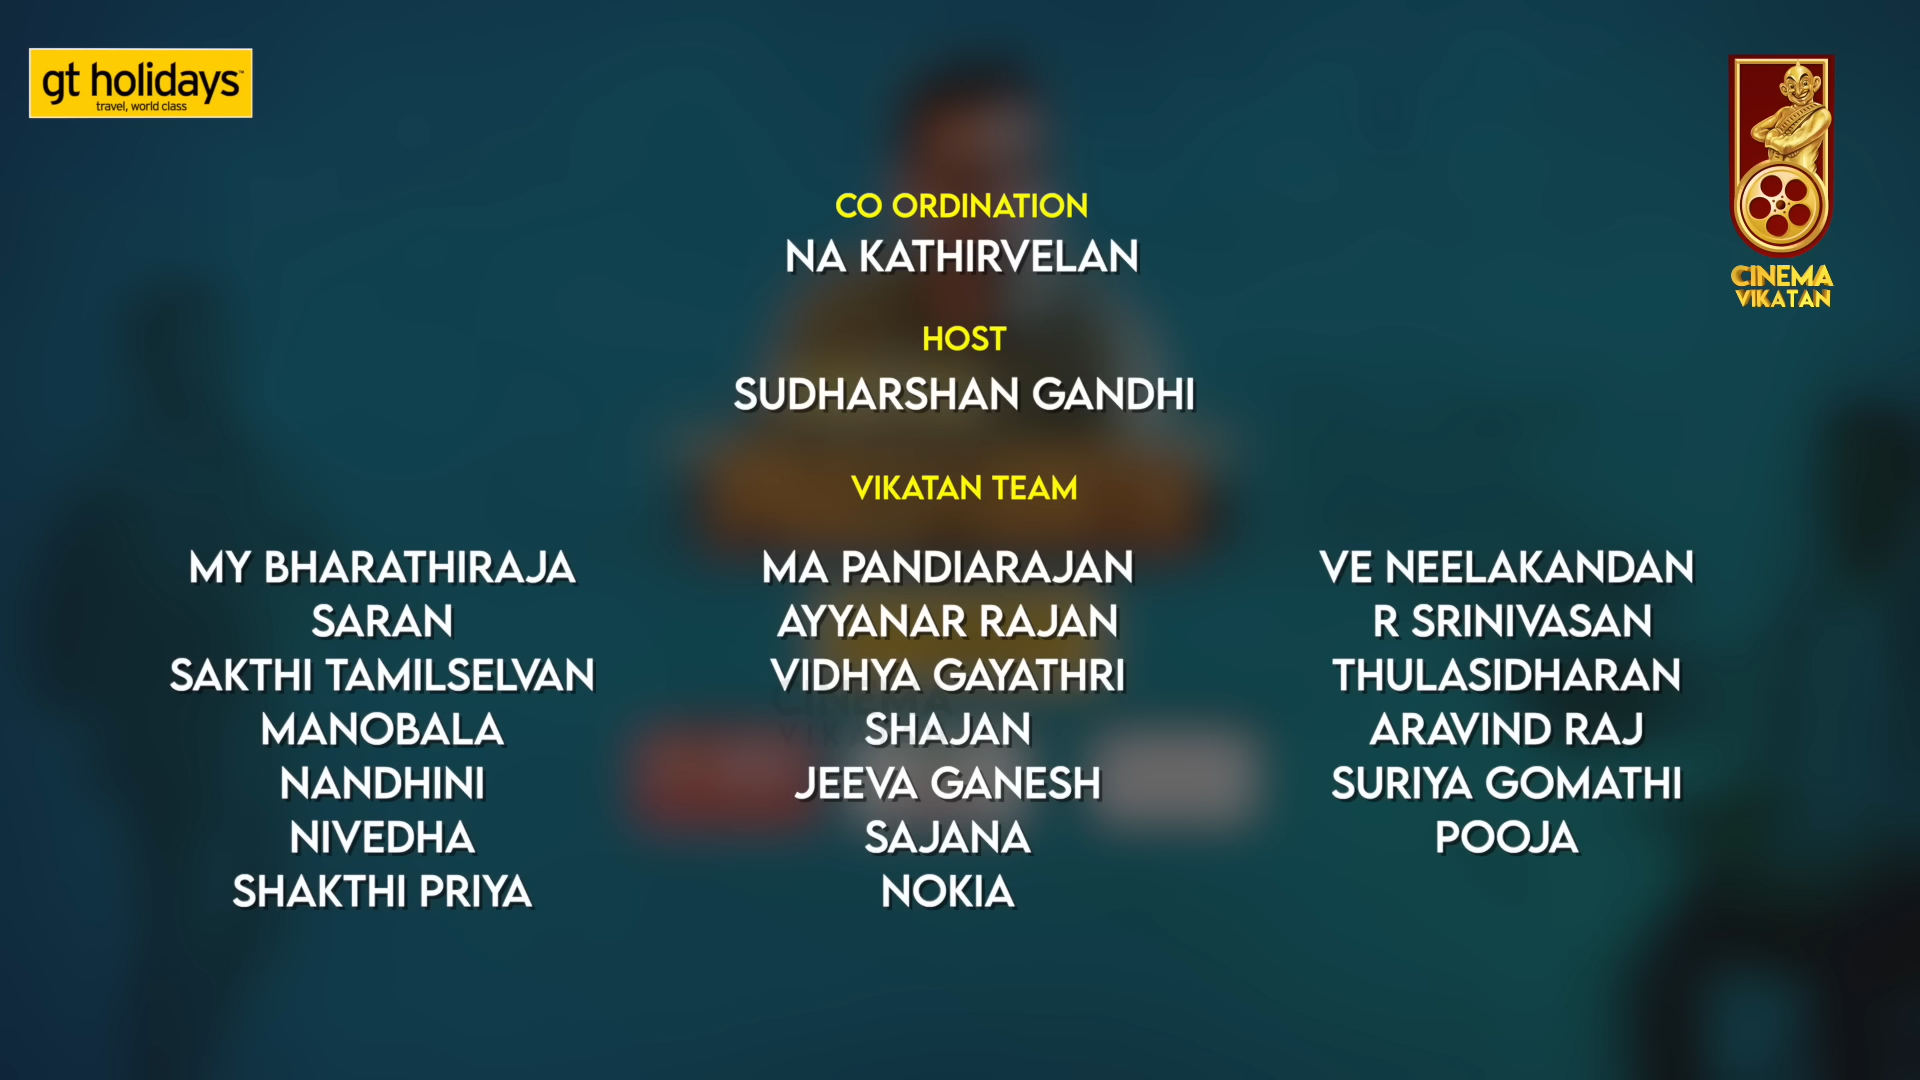 gt holidays
travel, world class
CINEMA
VIKATAN
CO ORDINATION
NA KATHIRVELAN
HOST
SUDHARSHAN GANDHI
VIKATAN TEAM
MY BHARATHIRAJA
SARAN
SAKTHI TAMILSELVAN
MANOBALA
NANDHINI
NIVEDHA
SHAKTHI PRIYA
MA PANDIARAJAN
AYYANAR RAJAN
VIDHYA GAYATHRI
SHAJAN
JEEVA GANESH
SAJANA
NOKIA
VE NEELAKANDAN
R SRINIVASAN
THULASIDHARAN
ARAVIND RAJ
SURIYA GOMATHI
POOJA